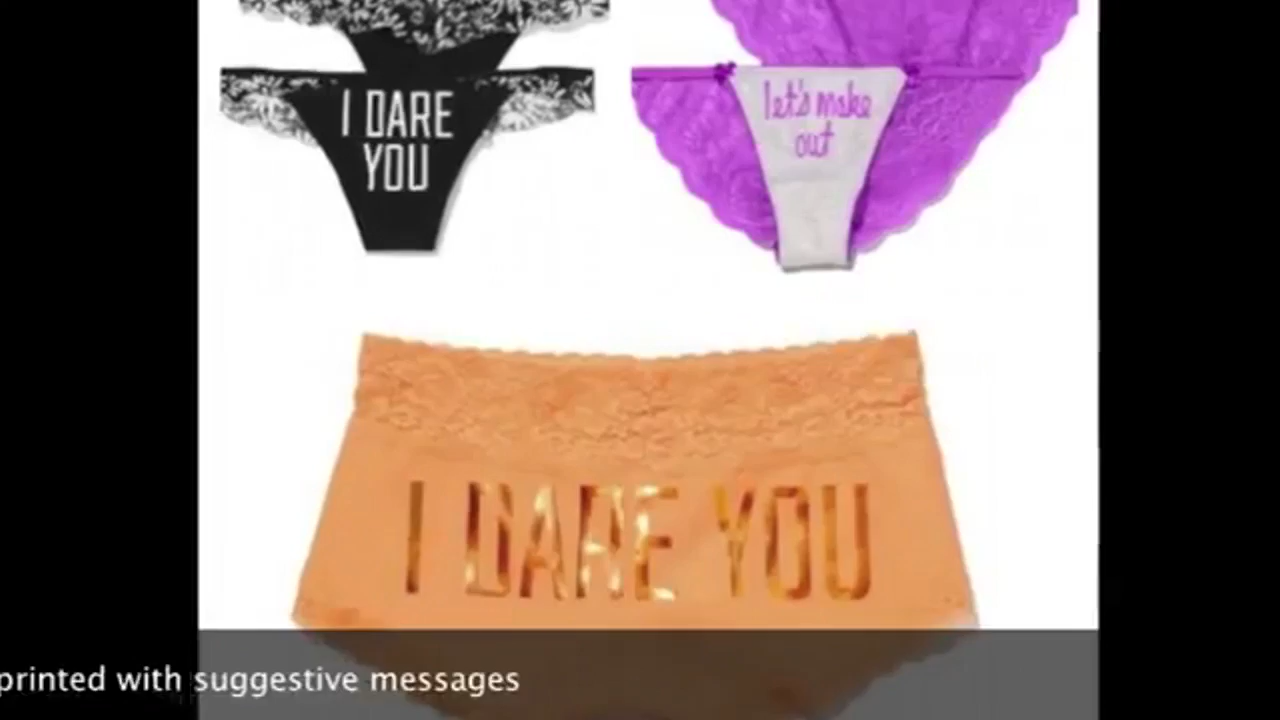 I DARE
YOU
let's make
out
I DARE YOU
printed with suggestive messages